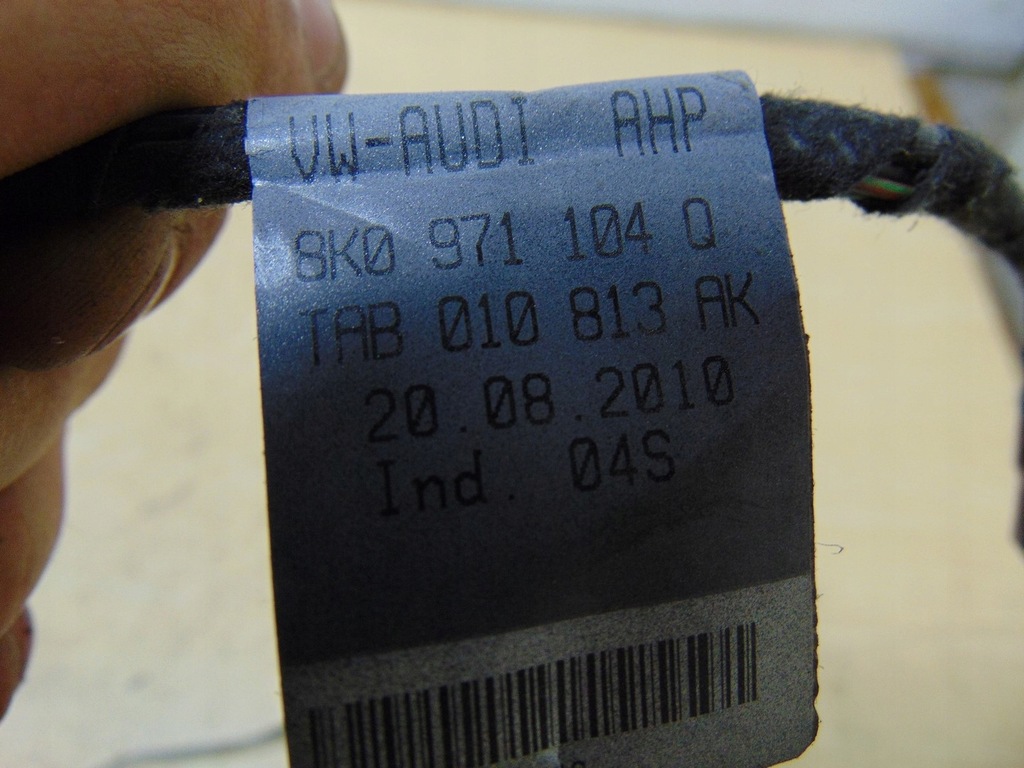 VW-AUDI AHP
8K0 971 104 Q
TAB 010 813 AK
20.08.2010
Ind. 04S